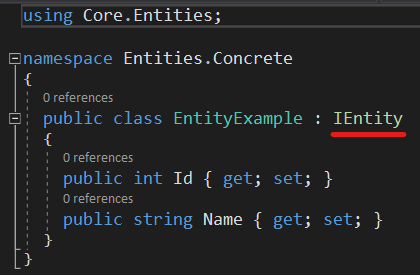 using Core.Entities;
namespace Entities.Concrete
{
0 references
public class EntityExample : IEntity
{
0 references
public int Id { get; set; }
0 references
public string Name { get; set; }
}
}